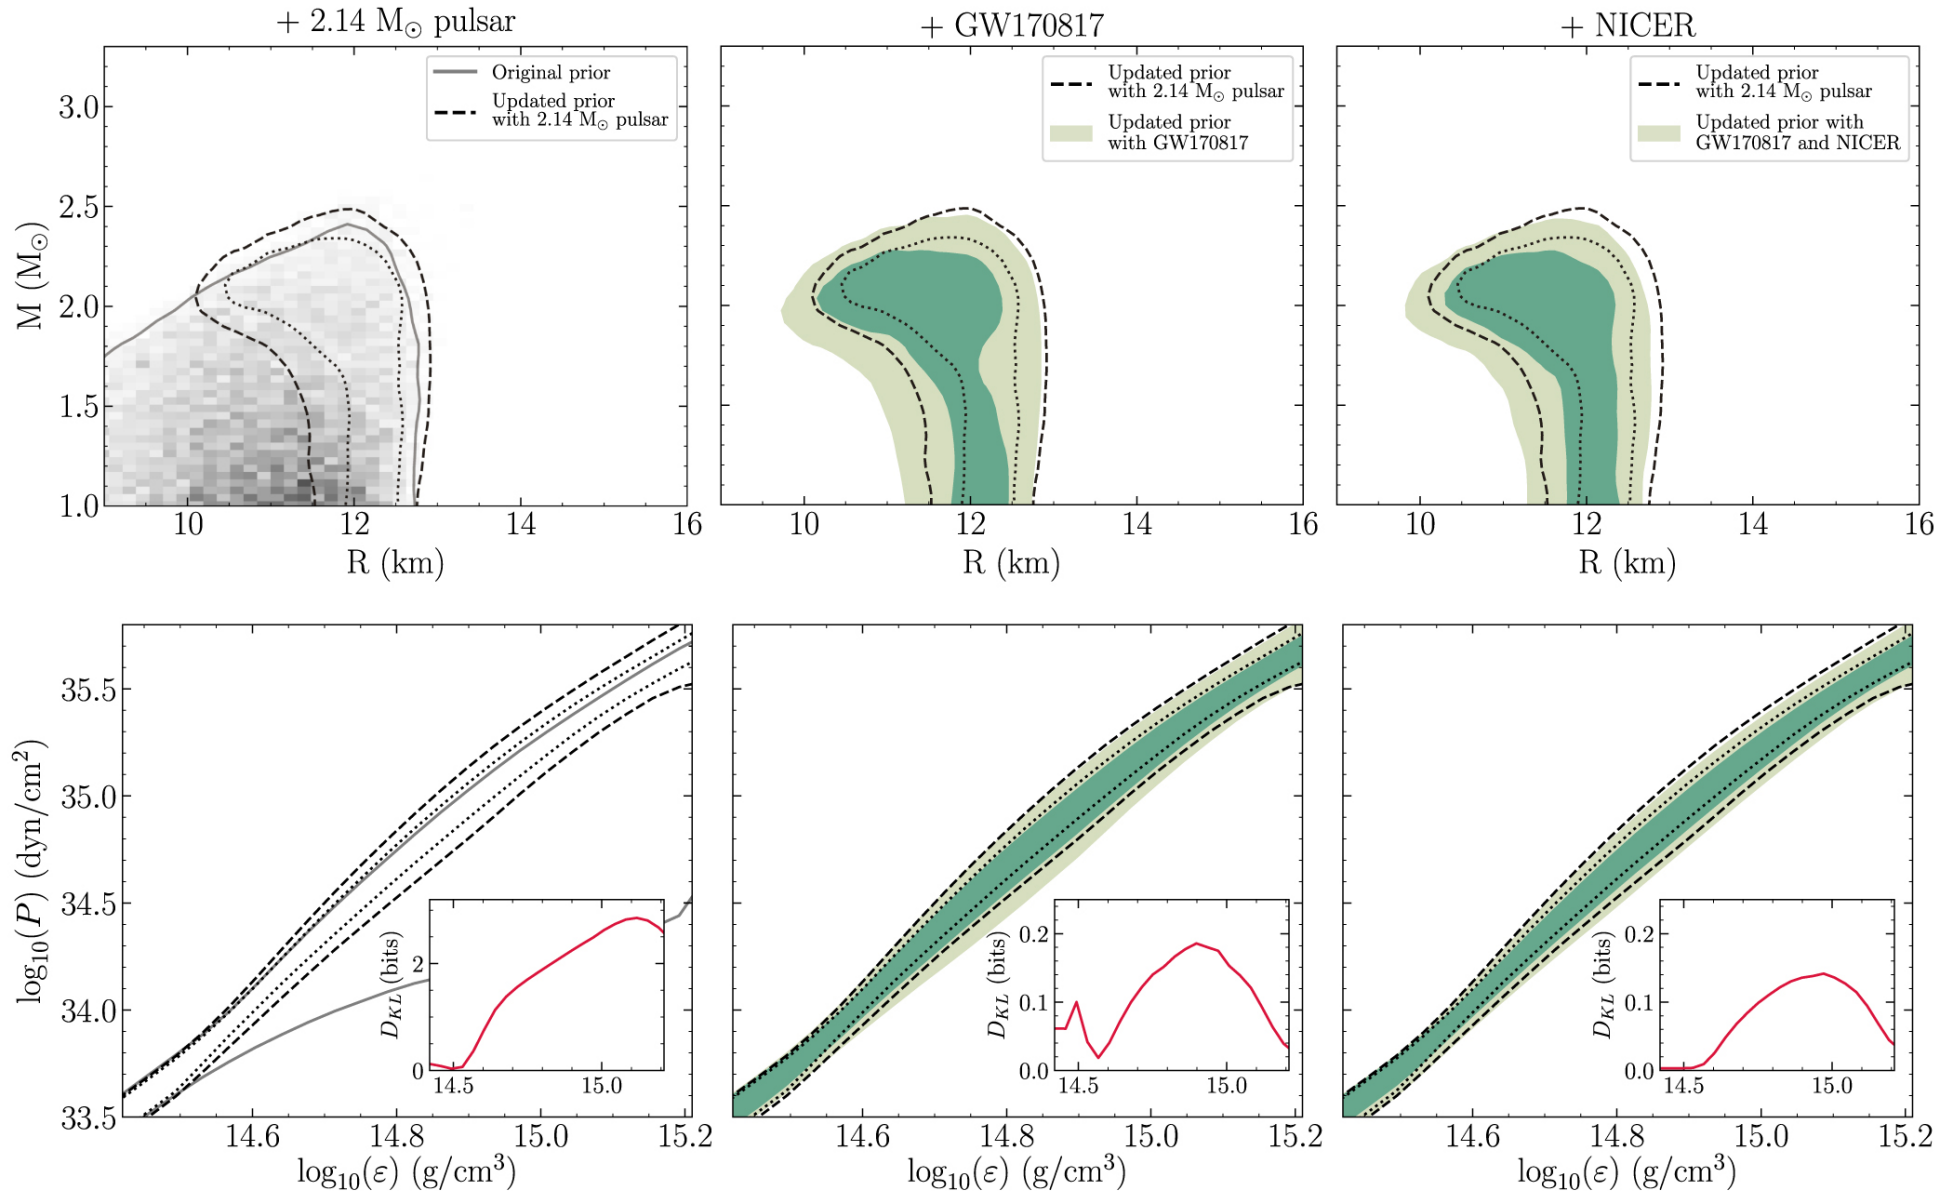 + 2.14 M⊙ pulsar
Original prior
Updated prior
with 2.14 M⊙ pulsar
3.0
2.5
2.0
1.5
1.0
M (M⊙)
10
12
14
16
R (km)
+ GW170817
Updated prior
with 2.14 M⊙ pulsar
Updated prior
with GW170817
10
12
14
16
R (km)
+ NICER
Updated prior
with 2.14 M⊙ pulsar
Updated prior with
GW170817 and NICER
10
12
14
16
R (km)
35.5
35.0
34.5
34.0
33.5
log₁₀(P) (dyn/cm²)
14.6
14.8
15.0
15.2
log₁₀(ε) (g/cm³)
2
0
D_KL (bits)
14.5
15.0
14.6
14.8
15.0
15.2
log₁₀(ε) (g/cm³)
0.2
0.1
0.0
D_KL (bits)
14.5
15.0
14.6
14.8
15.0
15.2
log₁₀(ε) (g/cm³)
0.2
0.1
0.0
D_KL (bits)
14.5
15.0